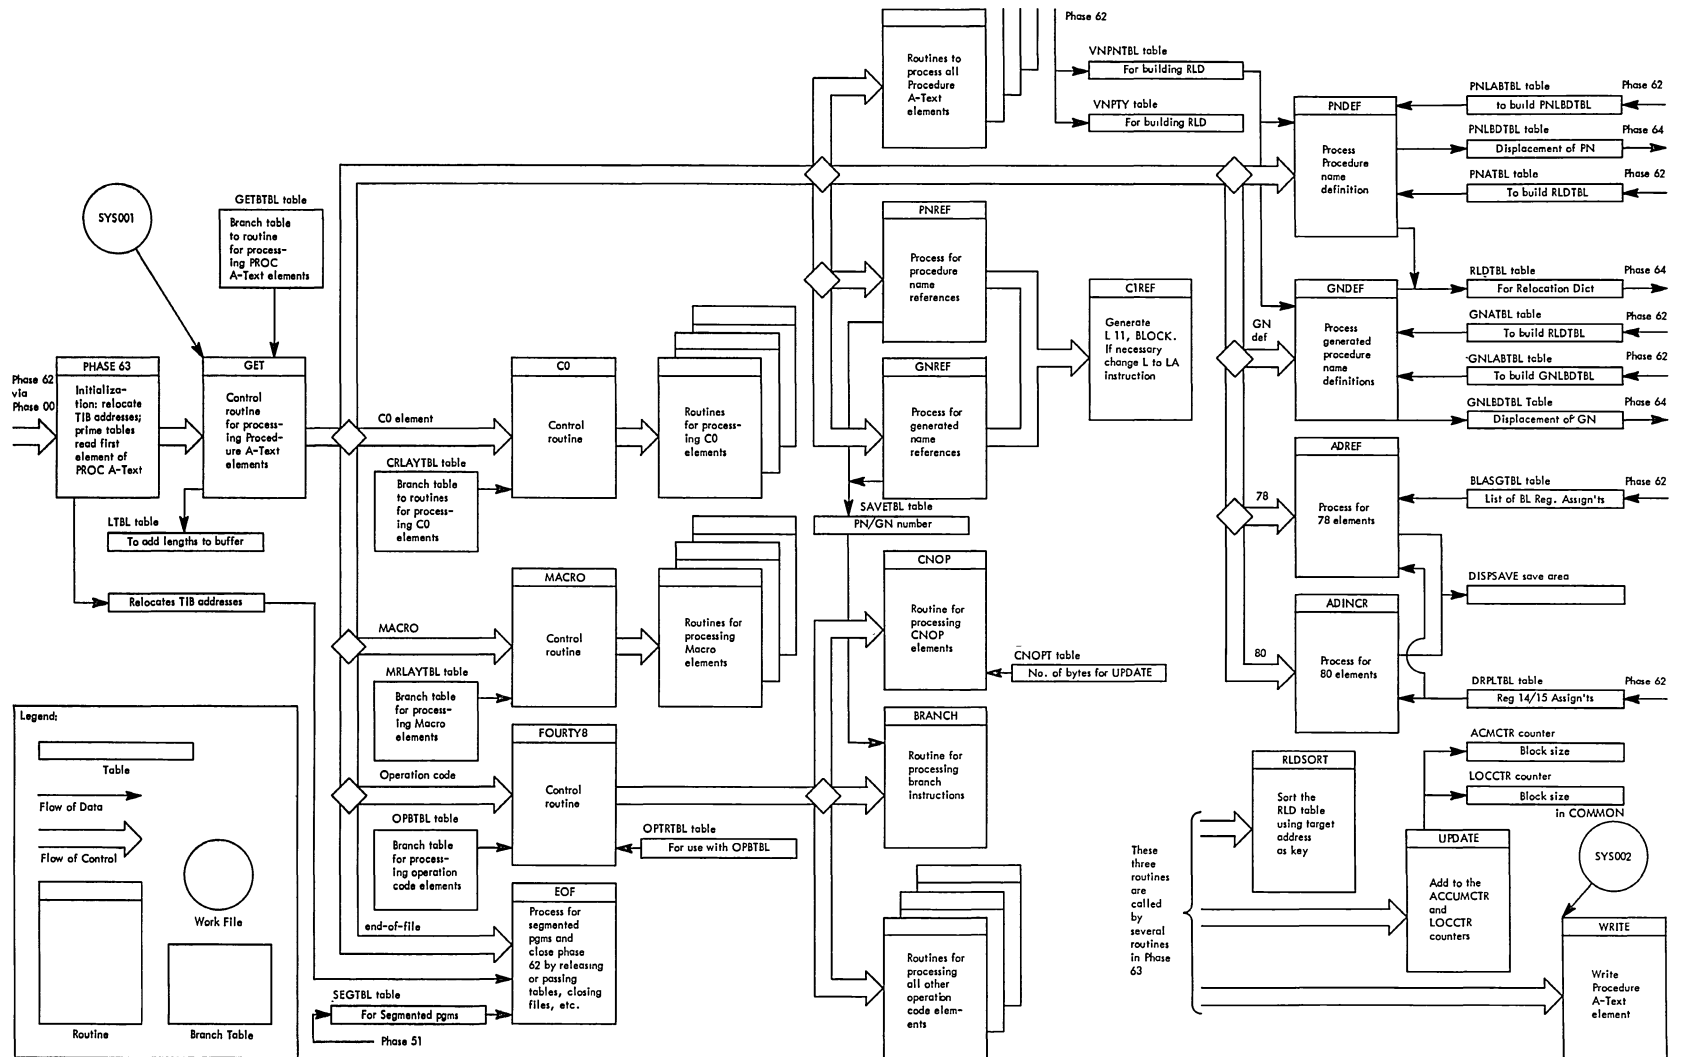 Phase 62
via
Phase 00
PHASE 63
Initializa-
tion: relocate
TIB addresses;
prime tables
read first
element of
PROC A-Text
SYS001
GETBTBL table
Branch table
to routine
for process-
ing PROC
A-Text elements
GET
Control
routine
for process-
ing Proced-
ure A-Text
elements
LTBL table
To add lengths to buffer
Relocates TIB addresses
C0 element
CRLAYTBL table
Branch table
to routines
for process-
ing C0
elements
C0
Control
routine
Routines
for process-
ing C0
elements
MACRO
MRLAYTBL table
Branch table
for process-
ing Macro
elements
MACRO
Control
routine
Routines for
processing
Macro
elements
Operation code
OPBTBL table
Branch table
for process-
ing operation
code elements
FOURTY8
Control
routine
OPTRTBL table
For use with OPBTBL
end-of-file
EOF
Process for
segmented
pgms and
close phase
62 by releasing
or passing
tables, closing
files, etc.
SEGTBL table
For Segmented pgms
Phase 51
Legend:
Table
Flow of Data
Flow of Control
Work File
Routine
Branch Table
Routines to
process all
Procedure
A-Text
elements
Phase 62
VNPNTBL table
For building RLD
VNPTY table
For building RLD
PNREF
Process for
procedure
name
references
GNREF
Process for
generated
name
references
C1REF
Generate
L 11, BLOCK.
If necessary
change L to LA
instruction
SAVETBL table
PN/GN number
CNOP
Routine for
processing
CNOP
elements
CNOPT table
No. of bytes for UPDATE
BRANCH
Routine for
processing
branch
instructions
Routines for
processing
all other
operation
code elem-
ents
PNDEF
Process
Procedure
name
definition
PNLABTBL table
Phase 62
to build PNLBDTBL
PNLBDTBL table
Phase 64
Displacement of PN
PNATBL table
Phase 62
To build RLDTBL
GN
def
GNDEF
Process
generated
procedure
name
definitions
RLDTBL table
Phase 64
For Relocation Dict
GNATBL table
Phase 62
To build RLDTBL
GNLABTBL table
Phase 62
To build GNLBDTBL
GNLBDTBL Table
Phase 64
Displacement of GN
78
ADREF
Process for
78 elements
BLASGTBL table
Phase 62
List of BL Reg. Assign'ts
DISPSAVE save area
80
ADINCR
Process for
80 elements
DRPLTBL table
Phase 62
Reg 14/15 Assign'ts
These
three
routines
are
called
by
several
routines
in Phase
63
RLDSORT
Sort the
RLD table
using target
address
as key
ACMCTR counter
Block size
LOCCTR counter
Block size
in COMMON
UPDATE
Add to the
ACCUMCTR
and
LOCCTR
counters
SYS002
WRITE
Write
Procedure
A-Text
element